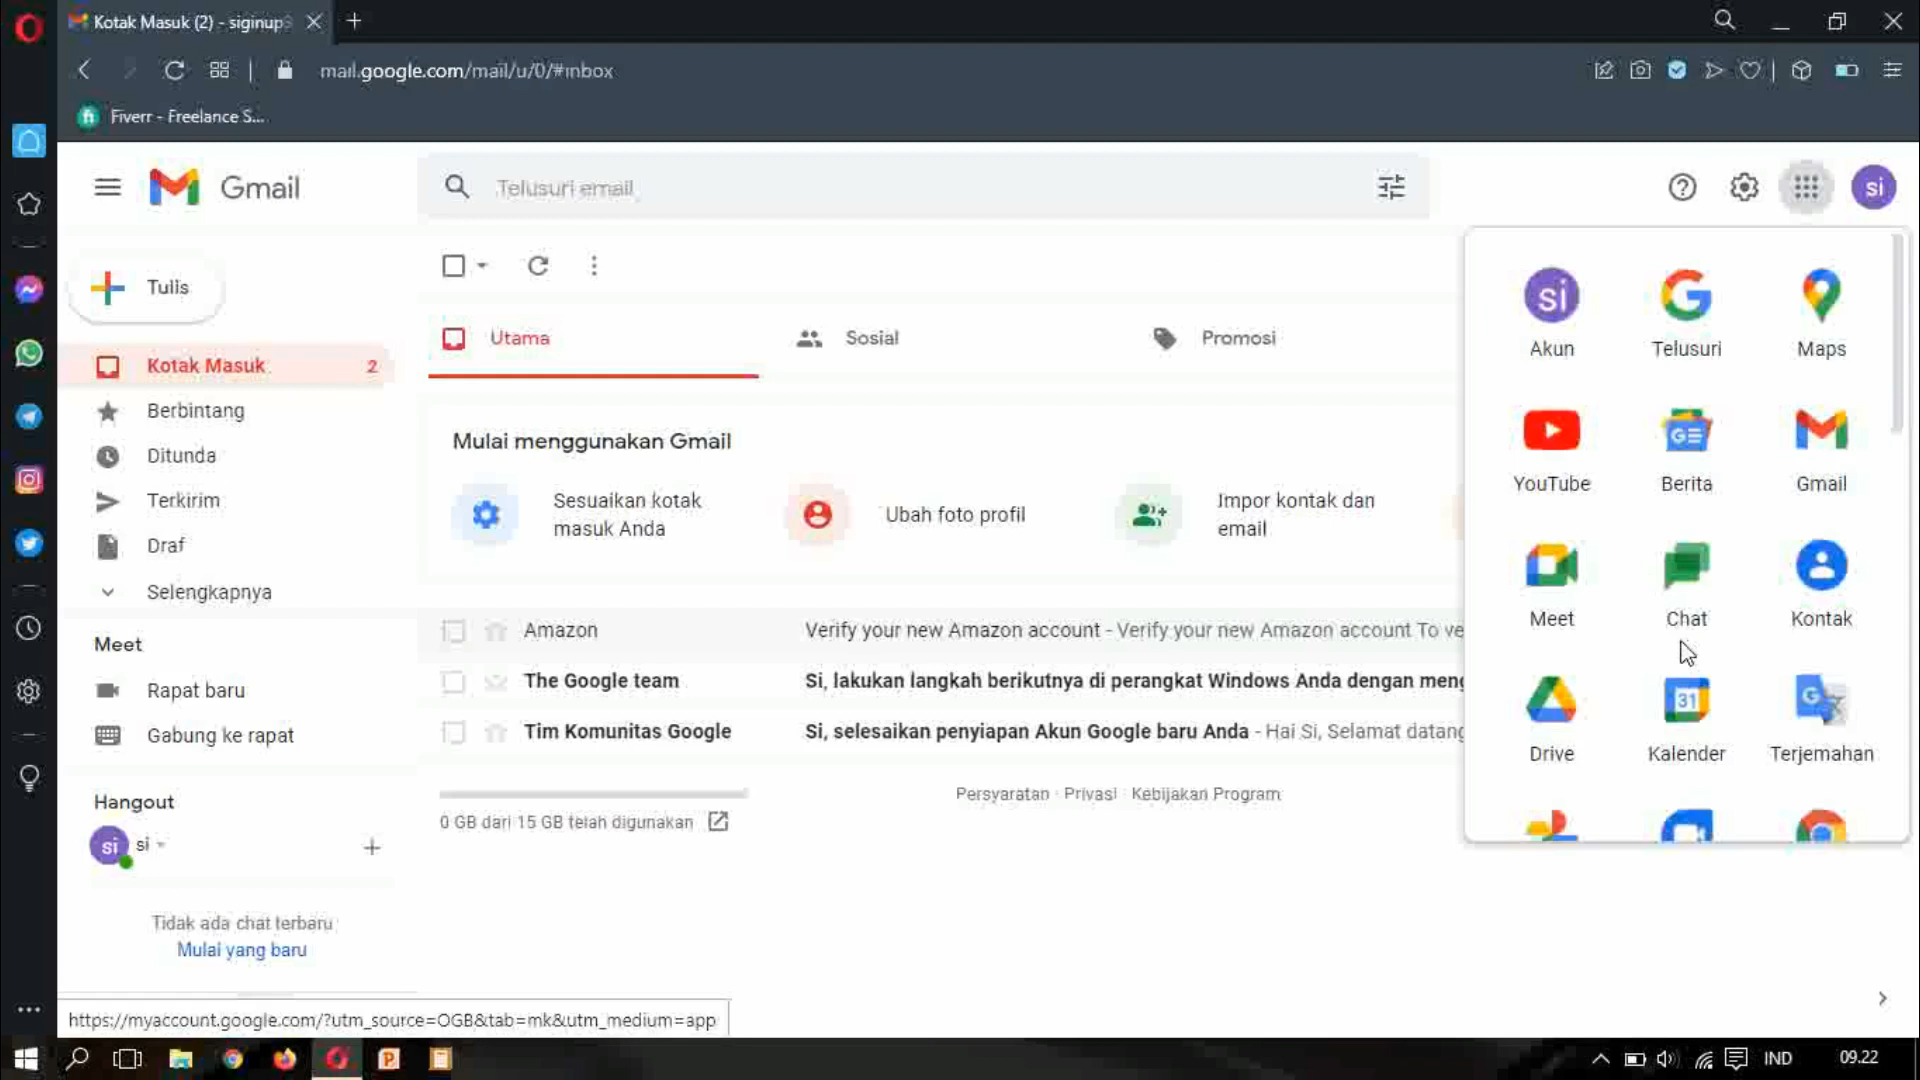 Kotak Masuk (2) - siginup
mail.google.com/mail/u/0/#inbox
Fiverr - Freelance S...
Gmail
Telusuri email
si
Tulis
Kotak Masuk 2
Berbintang
Ditunda
Terkirim
Draf
Selengkapnya
Meet
Rapat baru
Gabung ke rapat
Hangout
si si
Tidak ada chat terbaru
Mulai yang baru
Utama
Sosial
Promosi
Mulai menggunakan Gmail
Sesuaikan kotak
masuk Anda
Ubah foto profil
Impor kontak dan
email
Amazon Verify your new Amazon account - Verify your new Amazon account To ve
The Google team Si, lakukan langkah berikutnya di perangkat Windows Anda dengan meng
Tim Komunitas Google Si, selesaikan penyiapan Akun Google baru Anda - Hai Si, Selamat datang
Persyaratan · Privasi · Kebijakan Program
0 GB dari 15 GB telah digunakan
si
Akun
Telusuri
Maps
YouTube
Berita
Gmail
Meet
Chat
Kontak
Drive
31
Kalender
Terjemahan
https://myaccount.google.com/?utm_source=OGB&tab=mk&utm_medium=app
IND
09.22